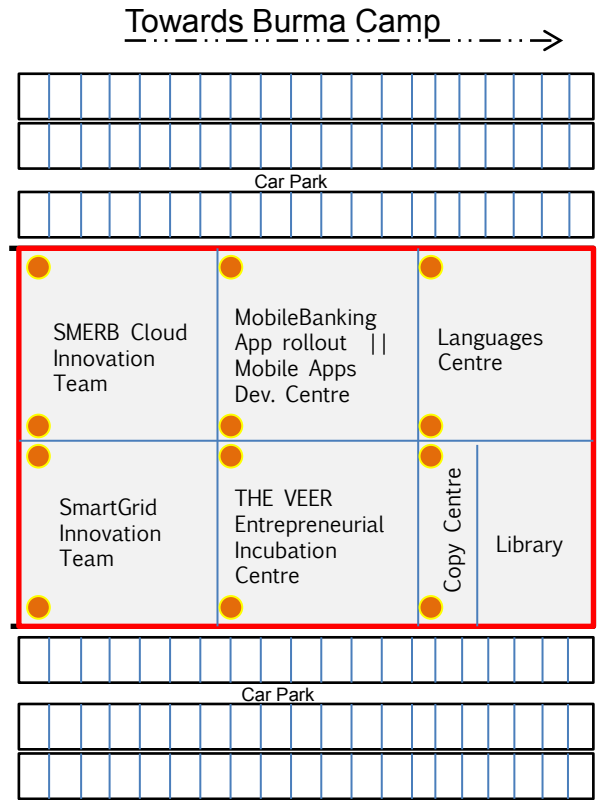 Towards Burma Camp
Car Park
SMERB Cloud
Innovation
Team
MobileBanking
App rollout ||
Mobile Apps
Dev. Centre
Languages
Centre
SmartGrid
Innovation
Team
THE VEER
Entrepreneurial
Incubation
Centre
Copy Centre
Library
Car Park